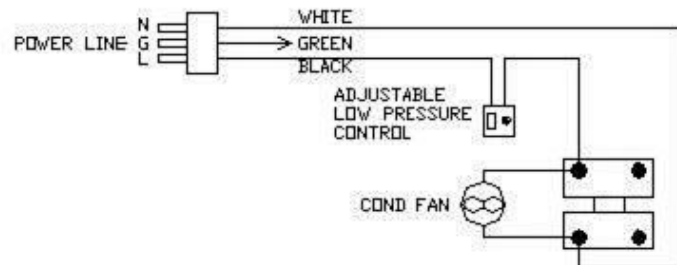 N
WHITE
POWER LINE G
GREEN
L
BLACK
ADJUSTABLE
LOW PRESSURE
CONTROL
COND FAN